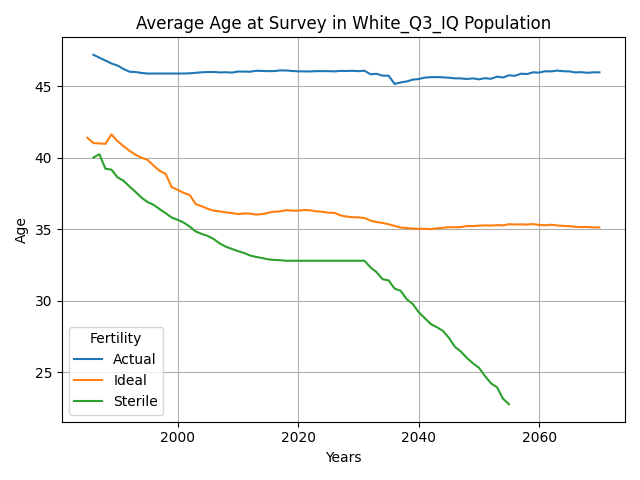 Average Age at Survey in White_Q3_IQ Population
Age
45
40
35
30
25
Fertility
Actual
Ideal
Sterile
2000 2020 2040 2060
Years